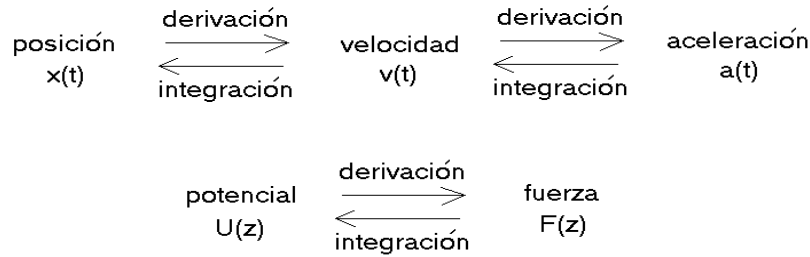 derivación derivación
posición velocidad aceleración
x(t) v(t) a(t)
integración integración
derivación
potencial fuerza
U(z) F(z)
integración